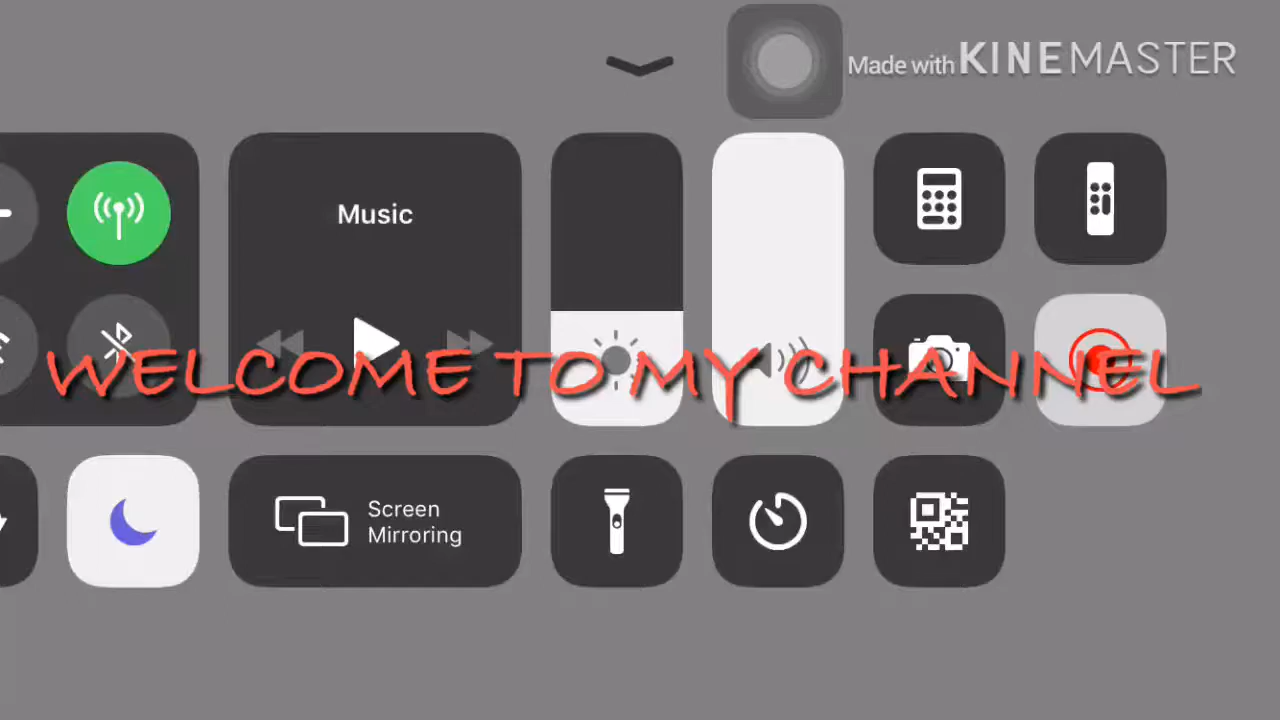 Made with KINEMASTER
Music
WELCOME TO MY CHANNEL
Screen
Mirroring